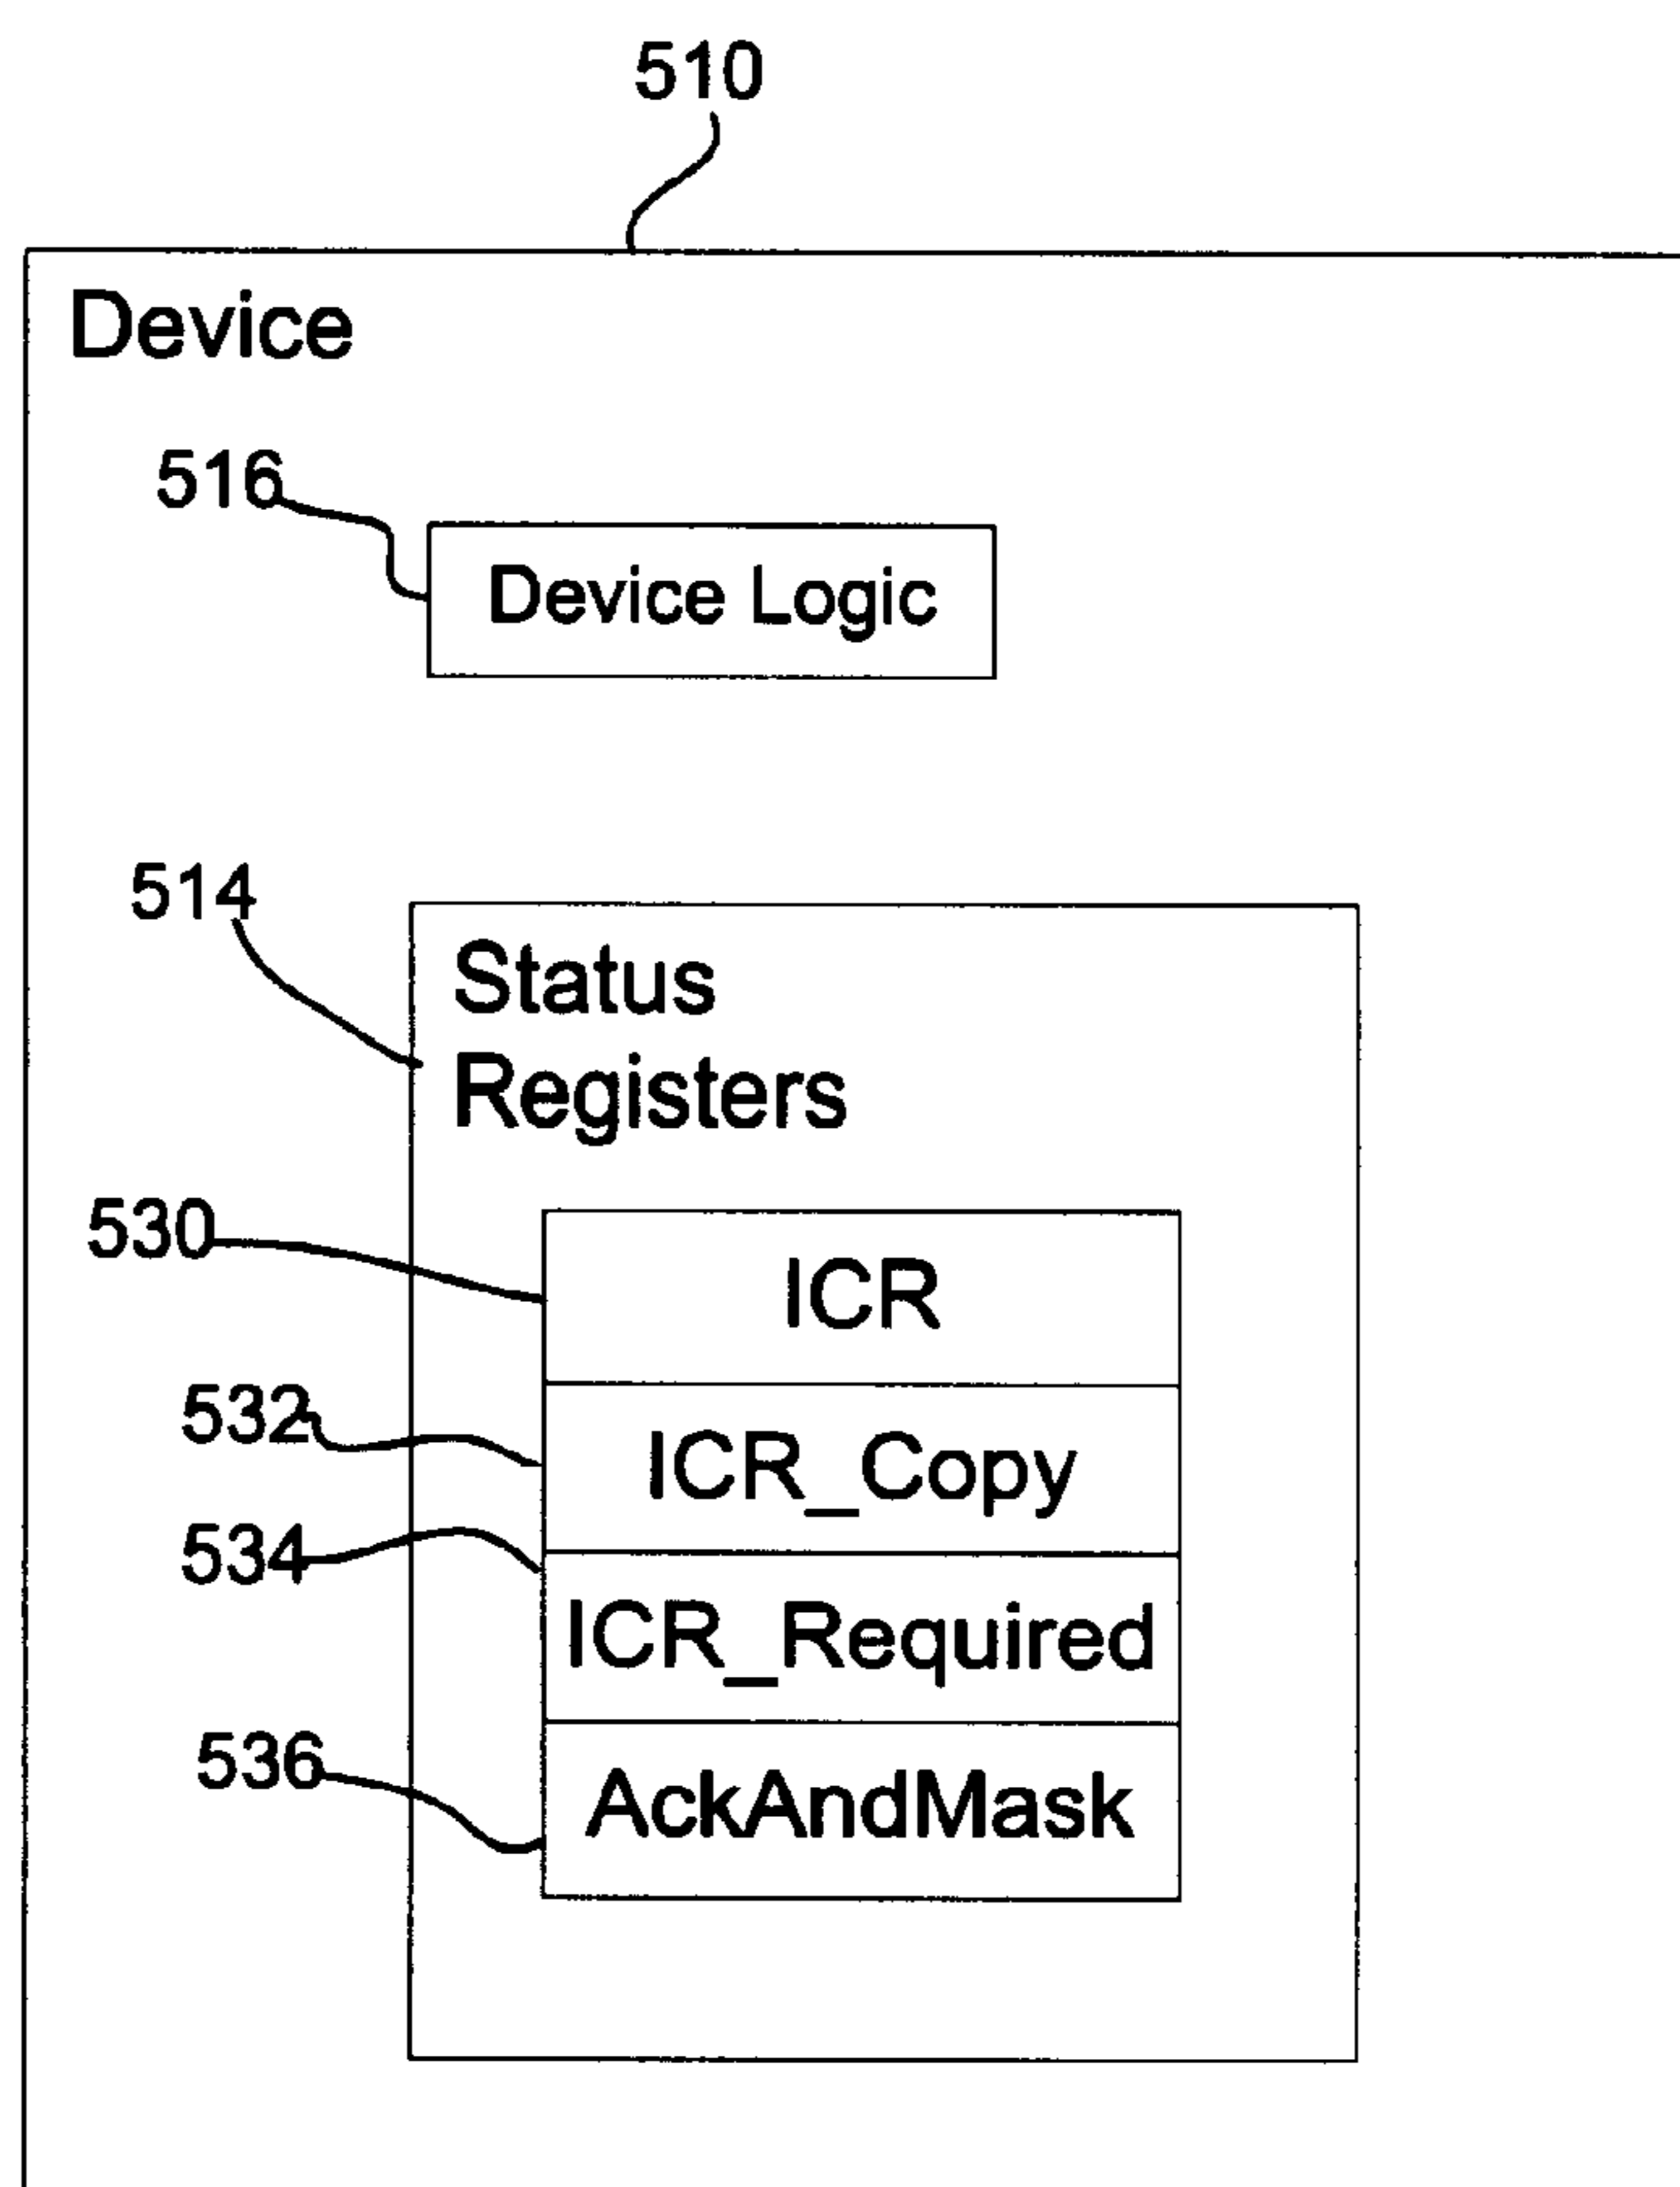 510
Device
516
Device Logic
514
Status
Registers
530
ICR
532
ICR_Copy
534
ICR_Required
536
AckAndMask